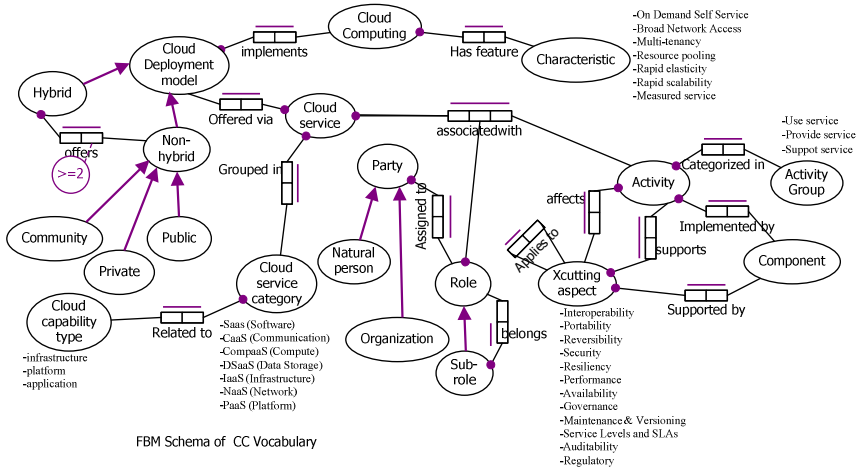 Cloud
Deployment
model
implements
Cloud
Computing
Has feature
Characteristic
-On Demand Self Service
-Broad Network Access
-Multi-tenancy
-Resource pooling
-Rapid elasticity
-Rapid scalability
-Measured service
Hybrid
offers
>=2
Non-
hybrid
Offered via
Cloud
service
associatedwith
-Use service
-Provide service
-Suppot service
Grouped in
Party
Assigned to
Activity
Categorized in
Activity
Group
affects
Applies to
supports
Implemented by
Community
Private
Public
Natural
person
Cloud
service
category
Role
Xcutting
aspect
Component
Supported by
Cloud
capability
type
Related to
-infrastructure
-platform
-application
-Saas (Software)
-CaaS (Communication)
-CompaaS (Compute)
-DSaaS (Data Storage)
-IaaS (Infrastructure)
-NaaS (Network)
-PaaS (Platform)
Organization
belongs
Sub-
role
-Interoperability
-Portability
-Reversibility
-Security
-Resiliency
-Performance
-Availability
-Governance
-Maintenance & Versioning
-Service Levels and SLAs
-Auditability
-Regulatory
FBM Schema of CC Vocabulary